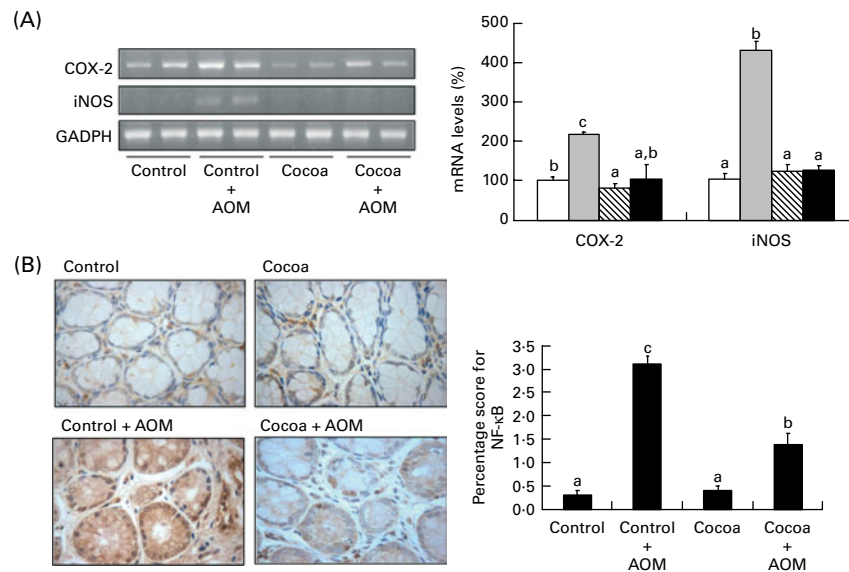 (A)
COX-2
iNOS
GADPH
Control
Control
+
AOM
Cocoa
Cocoa
+
AOM
mRNA levels (%)
500
400
300
200
100
0
b
c
a
a,b
a
b
a
a
COX-2
iNOS
(B)
Control
Cocoa
Control + AOM
Cocoa + AOM
Percentage score for
NF-κB
3·5
3·0
2·5
2·0
1·5
1·0
0·5
0·0
a
c
a
b
Control
Control
+
AOM
Cocoa
Cocoa
+
AOM